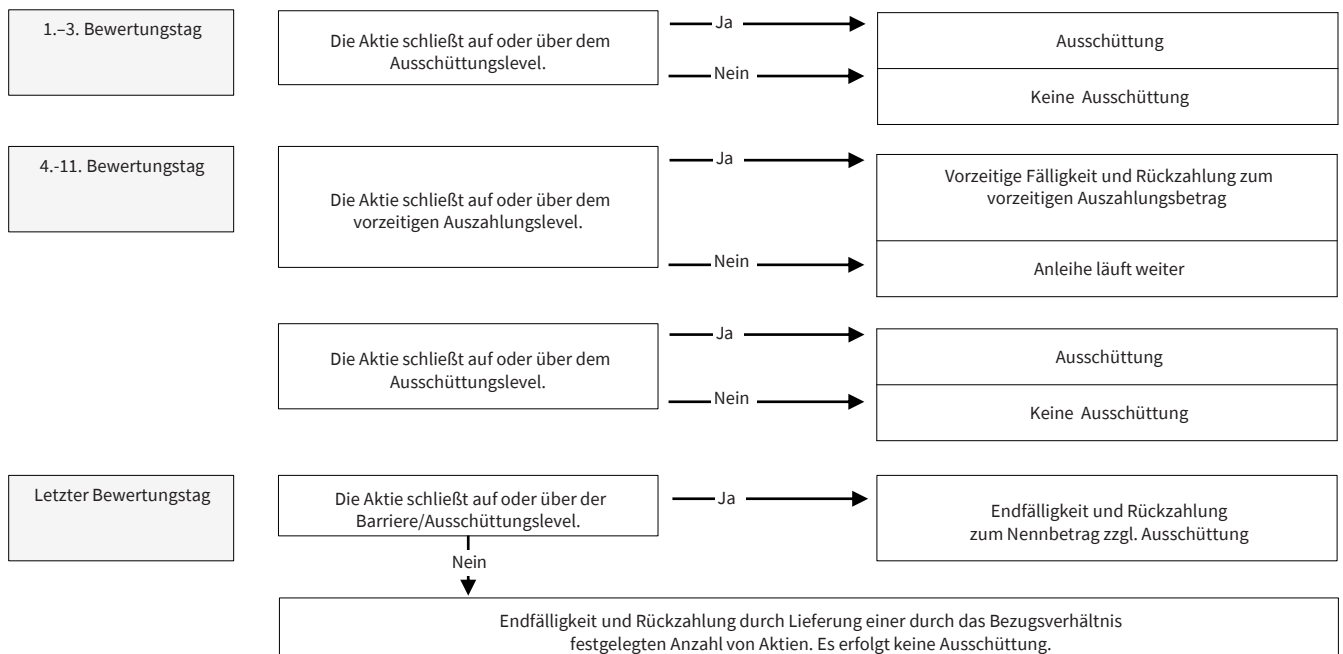 1.–3. Bewertungstag
Die Aktie schließt auf oder über dem
Ausschüttungslevel.
Ja
Ausschüttung
Nein
Keine Ausschüttung
4.-11. Bewertungstag
Die Aktie schließt auf oder über dem
vorzeitigen Auszahlungslevel.
Ja
Vorzeitige Fälligkeit und Rückzahlung zum
vorzeitigen Auszahlungsbetrag
Nein
Anleihe läuft weiter
Die Aktie schließt auf oder über dem
Ausschüttungslevel.
Ja
Ausschüttung
Nein
Keine Ausschüttung
Letzter Bewertungstag
Die Aktie schließt auf oder über der
Barriere/Ausschüttungslevel.
Ja
Endfälligkeit und Rückzahlung
zum Nennbetrag zzgl. Ausschüttung
Nein
Endfälligkeit und Rückzahlung durch Lieferung einer durch das Bezugsverhältnis
festgelegten Anzahl von Aktien. Es erfolgt keine Ausschüttung.